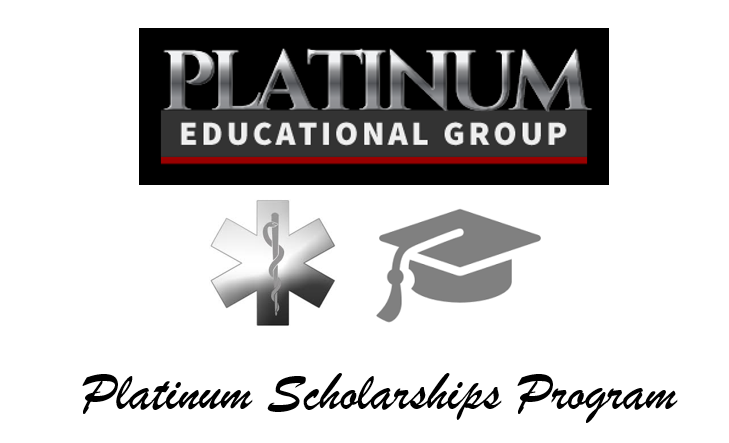 PLATINUM
EDUCATIONAL GROUP
Platinum Scholarships Program